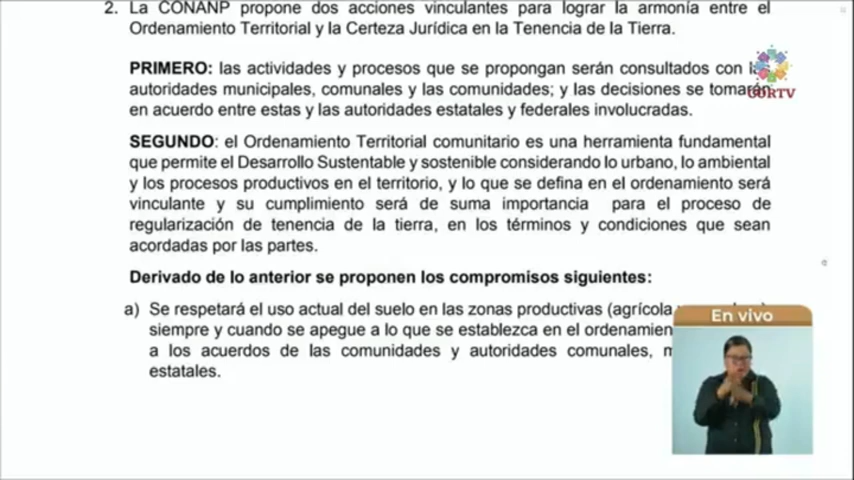 2. La CONANP propone dos acciones vinculantes para lograr la armonía entre el
Ordenamiento Territorial y la Certeza Jurídica en la Tenencia de la Tierra.
PRIMERO: las actividades y procesos que se propongan serán consultados con
autoridades municipales, comunales y las comunidades; y las decisiones se tomarán
en acuerdo entre estas y las autoridades estatales y federales involucradas.
CORTV
SEGUNDO: el Ordenamiento Territorial comunitario es una herramienta fundamental
que permite el Desarrollo Sustentable y sostenible considerando lo urbano, lo ambiental
y los procesos productivos en el territorio, y lo que se defina en el ordenamiento será
vinculante y su cumplimiento será de suma importancia para el proceso de
regularización de tenencia de la tierra, en los términos y condiciones que sean
acordadas por las partes.
Derivado de lo anterior se proponen los compromisos siguientes:
a) Se respetará el uso actual del suelo en las zonas productivas (agrícola
siempre y cuando se apegue a lo que se establezca en el
a los acuerdos de las comunidades y autoridades comunales,
estatales.
En vivo